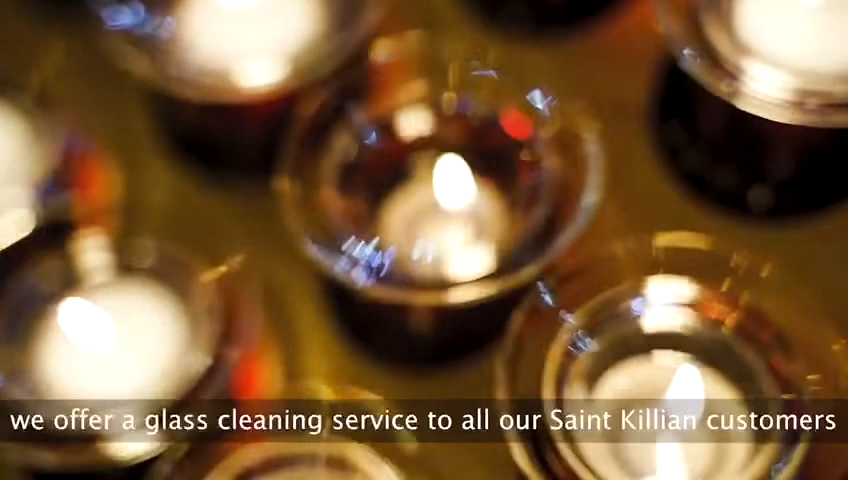 we offer a glass cleaning service to all our Saint Killian customers